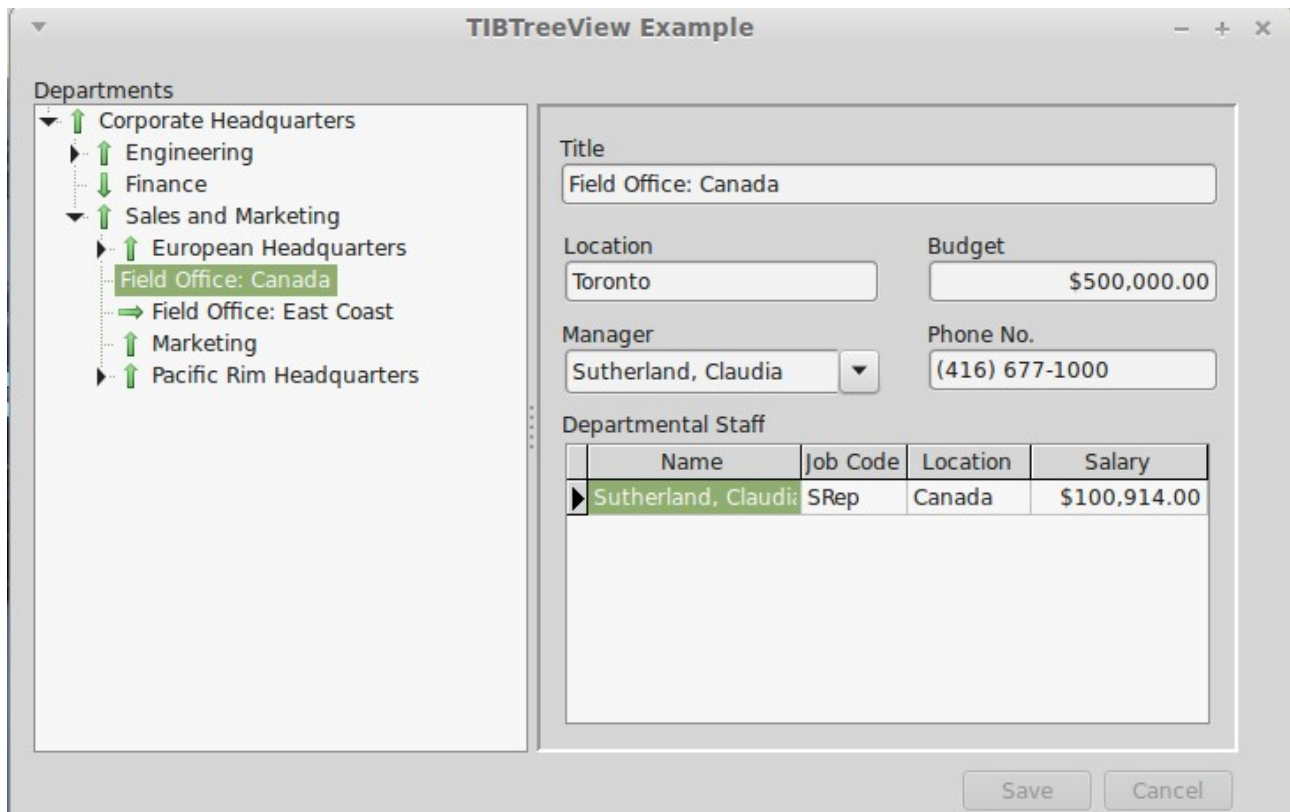 TIBTreeView Example
Departments
Corporate Headquarters
Engineering
Finance
Sales and Marketing
European Headquarters
Field Office: Canada
Field Office: East Coast
Marketing
Pacific Rim Headquarters
Title
Field Office: Canada
Location Budget
Toronto $500,000.00
Manager Phone No.
Sutherland, Claudia (416) 677-1000
Departmental Staff
Name Job Code Location Salary
Sutherland, Claudia SRep Canada $100,914.00
Save Cancel